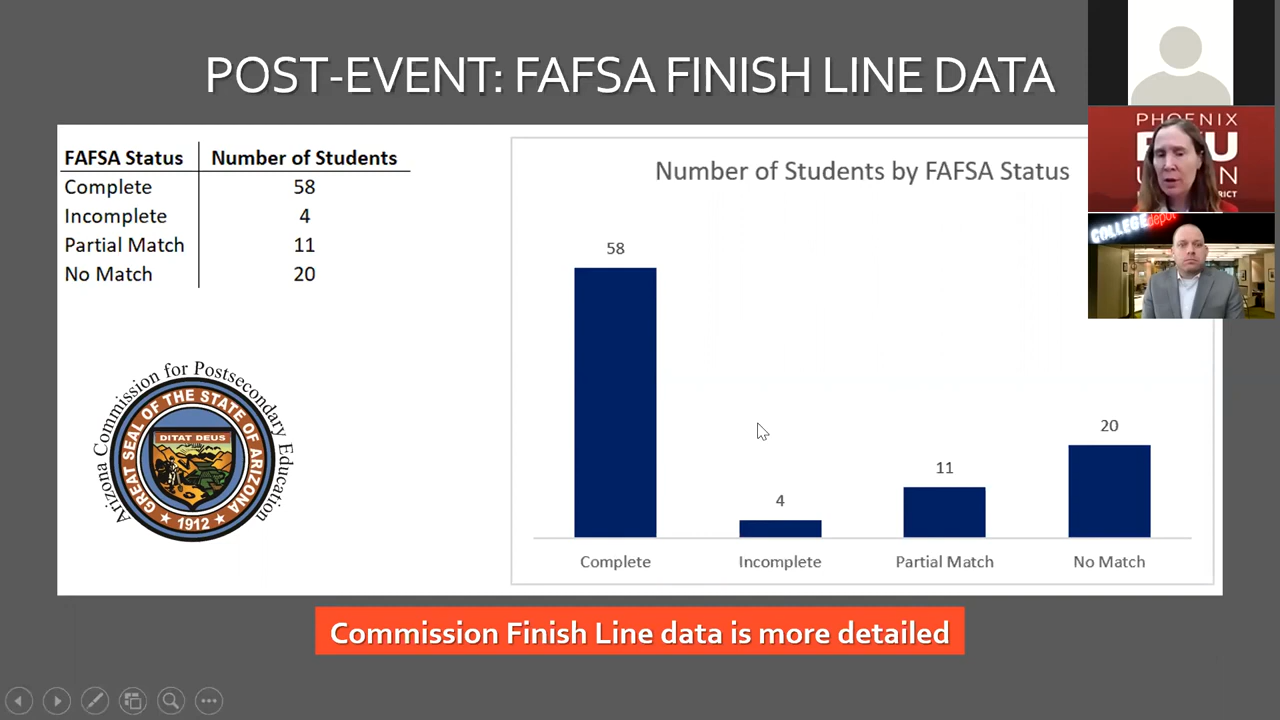 POST-EVENT: FAFSA FINISH LINE DATA
FAFSA Status Number of Students
Complete 58
Incomplete 4
Partial Match 11
No Match 20
Arizona Commission for Postsecondary Education
GREAT SEAL OF THE STATE OF ARIZONA
DITAT DEUS
1912
Number of Students by FAFSA Status
58
4
11
20
Complete Incomplete Partial Match No Match
Commission Finish Line data is more detailed
PHOENIX
COLLEGE depot